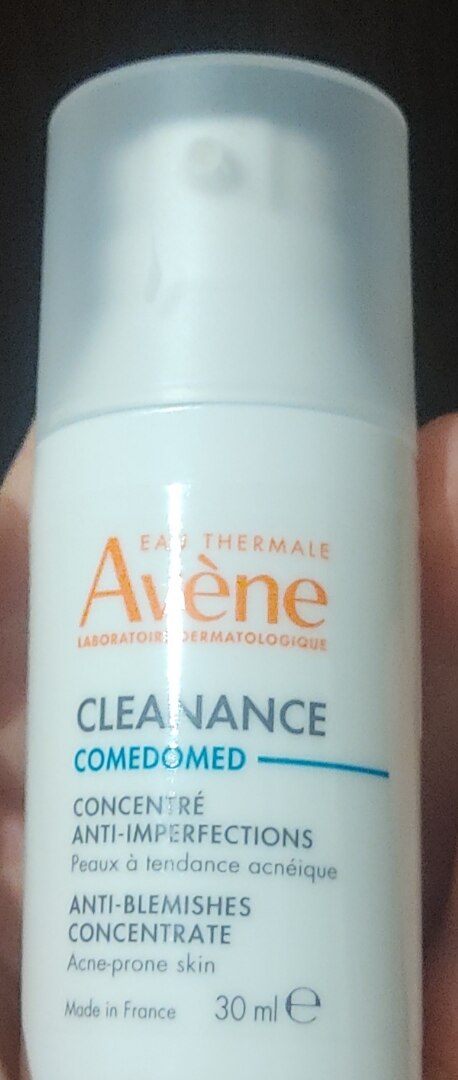 EAU THERMALE
Avène
LABORATOIRE DERMATOLOGIQUE
CLEANANCE
COMEDOMED
CONCENTRÉ
ANTI-IMPERFECTIONS
Peaux à tendance acnéique
ANTI-BLEMISHES
CONCENTRATE
Acne-prone skin
Made in France 30 ml ℮